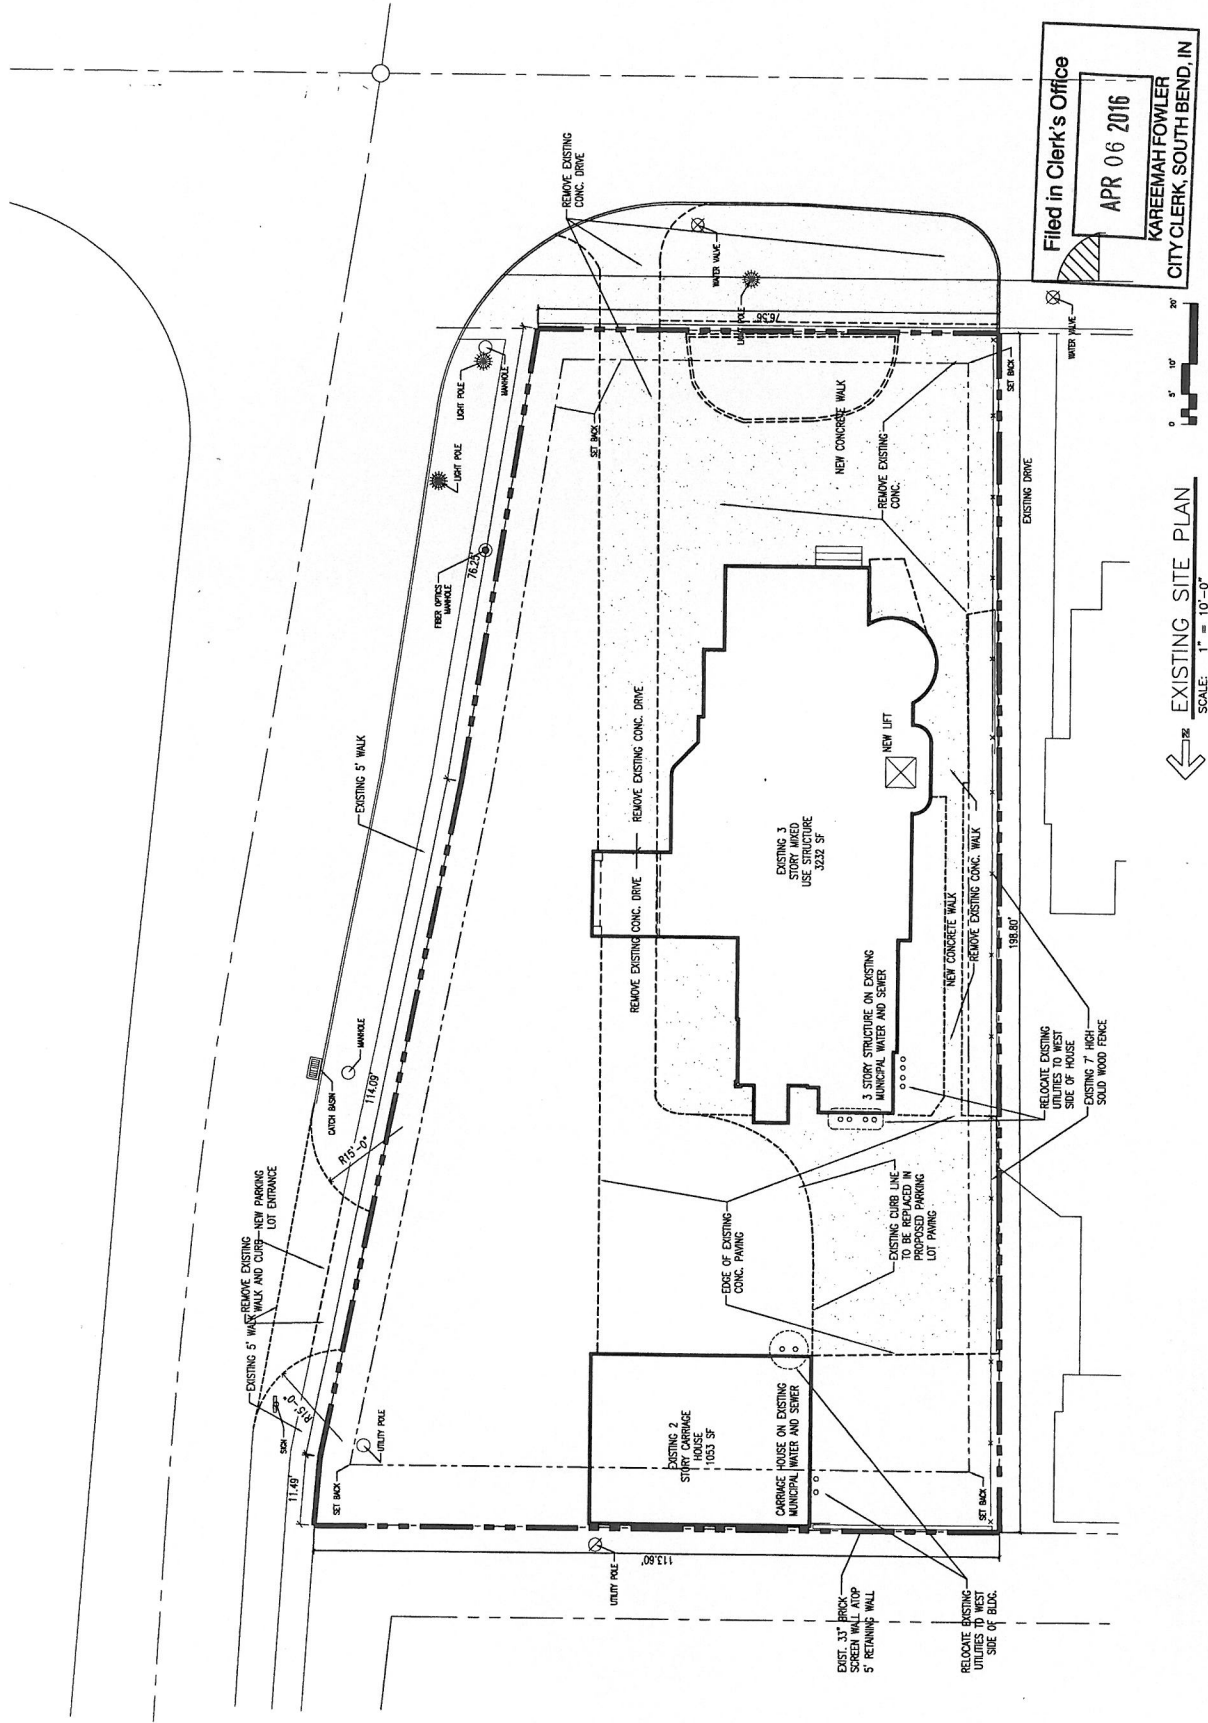 Filed in Clerk's Office
APR 06 2016
KAREEMAH FOWLER
CITY CLERK, SOUTH BEND, IN
REMOVE EXISTING
CONC. DRIVE
WATER VALVE
LIGHT POLE
76.56'
WATER VALVE
MANHOLE
LIGHT POLE
LIGHT POLE
FIBER OPTICS
MANHOLE
76.25'
SET BACK
SET BACK
NEW CONCRETE WALK
REMOVE EXISTING
CONC.
EXISTING DRIVE
EXISTING 5' WALK
REMOVE EXISTING CONC. DRIVE
REMOVE EXISTING CONC. DRIVE
NEW LIFT
EXISTING 3
STORY MIXED
USE STRUCTURE
3232 SF
3 STORY STRUCTURE ON EXISTING
MUNICIPAL WATER AND SEWER
NEW CONCRETE WALK
REMOVE EXISTING CONC. WALK
198.80'
MANHOLE
CATCH BASIN
114.09'
R15'-0"
NEW PARKING
LOT ENTRANCE
REMOVE EXISTING
WALK AND CURB
EXISTING 5' WALK
R15'-0"
SIGN
11.49'
UTILITY POLE
SET BACK
EDGE OF EXISTING
CONC. PAVING
EXISTING CURB LINE
TO BE REPLACED IN
PROPOSED PARKING
LOT PAVING
RELOCATE EXISTING
UTILITIES TO WEST
SIDE OF HOUSE
EXISTING 7' HIGH
SOLID WOOD FENCE
EXISTING 2
STORY CARRIAGE
HOUSE
1053 SF
CARRIAGE HOUSE ON EXISTING
MUNICIPAL WATER AND SEWER
SET BACK
113.60'
UTILITY POLE
EXIST. 33" BRICK
SCREEN WALL ATOP
5' RETAINING WALL
RELOCATE EXISTING
UTILITIES TO WEST
SIDE OF BLDG.
0 5' 10' 20'
N
EXISTING SITE PLAN
SCALE: 1" = 10'-0"